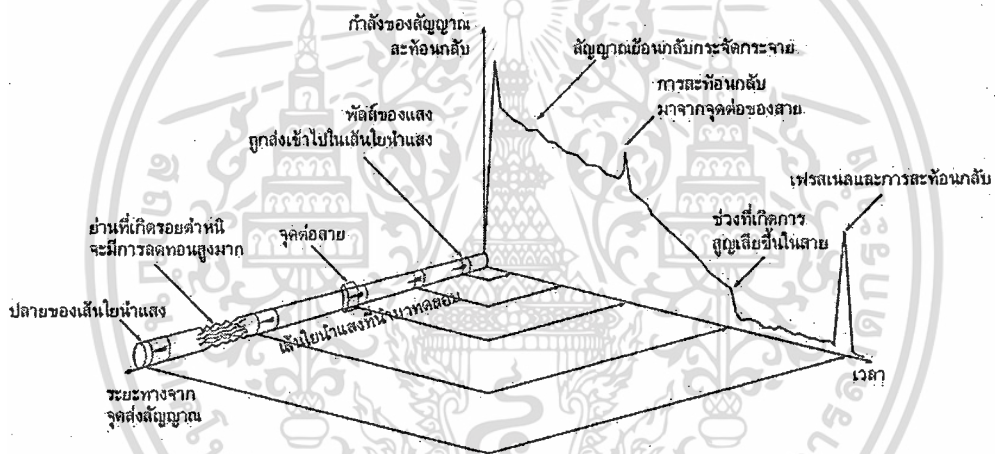 กำลังของสัญญาณ
สะท้อนกลับ
สัญญาณย้อนกลับกระจัดกระจาย
การสะท้อนกลับ
มาจากจุดต่อของสาย
พัลส์ของแสง
ถูกส่งเข้าไปในเส้นใยนำแสง
เฟรสเนลและการสะท้อนกลับ
ย่านที่เกิดรอยตำหนิ
จะมีการลดทอนสูงมาก
จุดต่อสาย
ช่วงที่เกิดการ
สูญเสียขึ้นในสาย
ปลายของเส้นใยนำแสง
เส้นใยนำแสงที่นำมาทดสอบ
เวลา
ระยะทางจาก
จุดส่งสัญญาณ